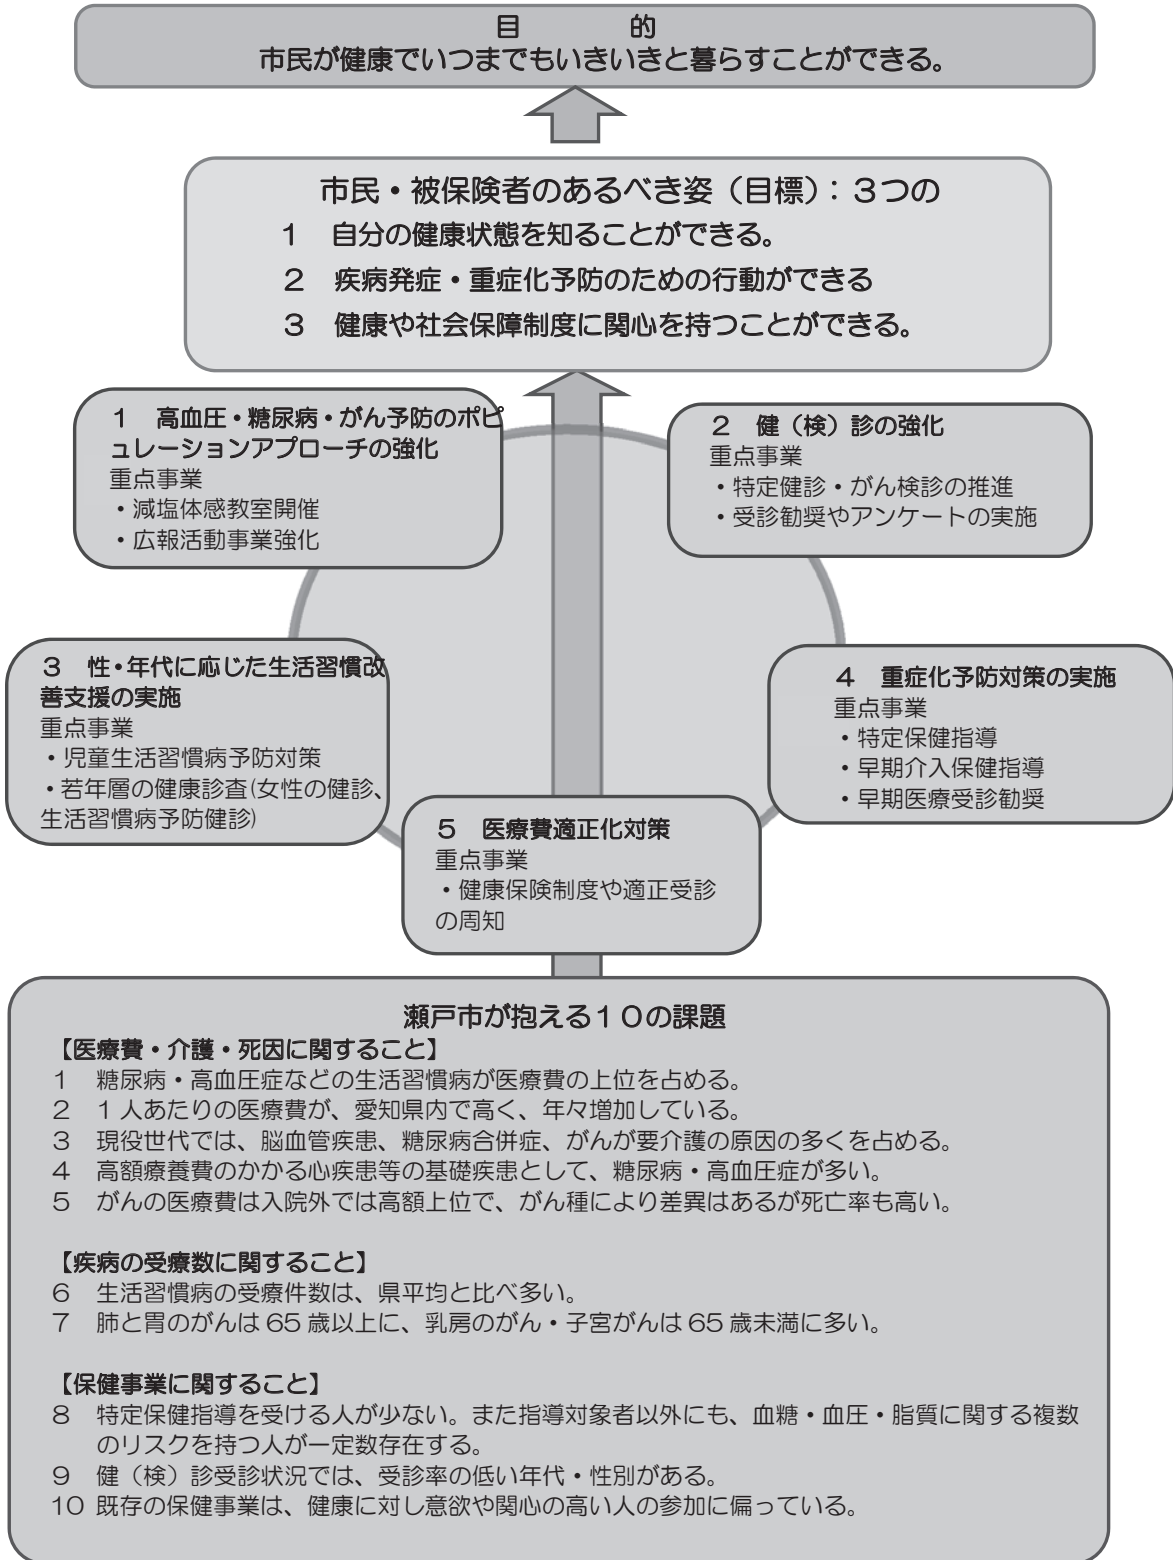 目　　　的
市民が健康でいつまでもいきいきと暮らすことができる。
市民・被保険者のあるべき姿（目標）：３つの
１　自分の健康状態を知ることができる。
２　疾病発症・重症化予防のための行動ができる
３　健康や社会保障制度に関心を持つことができる。
１　高血圧・糖尿病・がん予防のポピ
ュレーションアプローチの強化
重点事業
・減塩体感教室開催
・広報活動事業強化
２　健（検）診の強化
重点事業
・特定健診・がん検診の推進
・受診勧奨やアンケートの実施
３　性・年代に応じた生活習慣改
善支援の実施
重点事業
・児童生活習慣病予防対策
・若年層の健康診査(女性の健診、
生活習慣病予防健診)
４　重症化予防対策の実施
重点事業
・特定保健指導
・早期介入保健指導
・早期医療受診勧奨
５　医療費適正化対策
重点事業
・健康保険制度や適正受診
の周知
瀬戸市が抱える１０の課題
【医療費・介護・死因に関すること】
１　糖尿病・高血圧症などの生活習慣病が医療費の上位を占める。
２　１人あたりの医療費が、愛知県内で高く、年々増加している。
３　現役世代では、脳血管疾患、糖尿病合併症、がんが要介護の原因の多くを占める。
４　高額療養費のかかる心疾患等の基礎疾患として、糖尿病・高血圧症が多い。
５　がんの医療費は入院外では高額上位で、がん種により差異はあるが死亡率も高い。
【疾病の受療数に関すること】
６　生活習慣病の受療件数は、県平均と比べ多い。
７　肺と胃のがんは 65 歳以上に、乳房のがん・子宮がんは 65 歳未満に多い。
【保健事業に関すること】
８　特定保健指導を受ける人が少ない。また指導対象者以外にも、血糖・血圧・脂質に関する複数
のリスクを持つ人が一定数存在する。
９　健（検）診受診状況では、受診率の低い年代・性別がある。
10 既存の保健事業は、健康に対し意欲や関心の高い人の参加に偏っている。